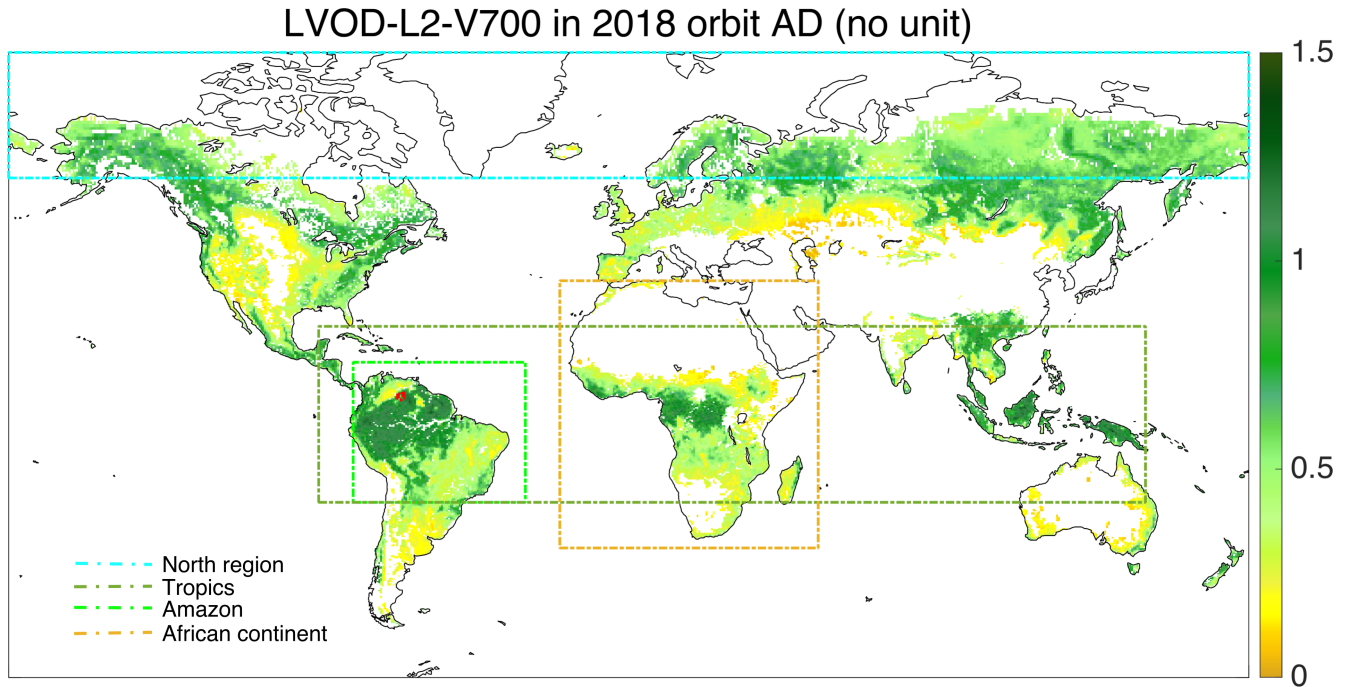 LVOD-L2-V700 in 2018 orbit AD (no unit)
1.5
1
0.5
0
North region
Tropics
Amazon
African continent